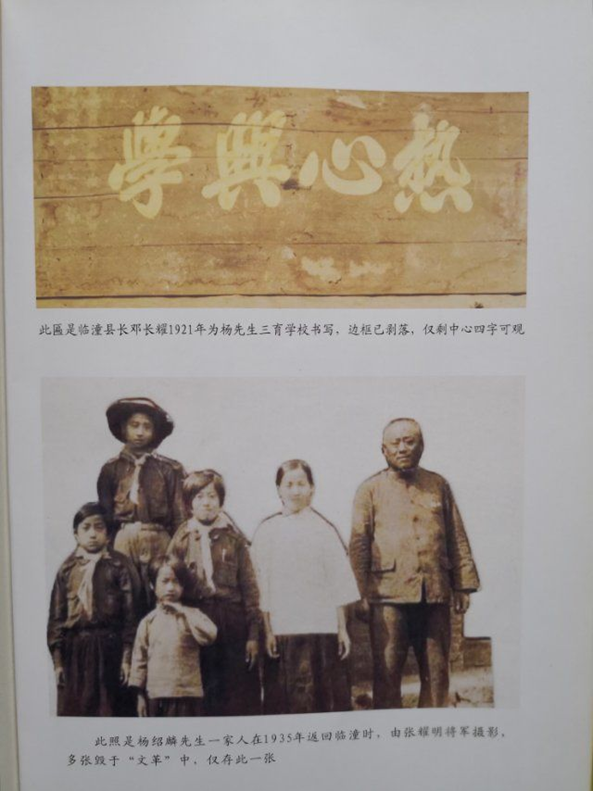 學興心热
此匾是临潼县长邓长耀1921年为杨先生三育学校书写，边框已剥落，仅剩中心四字可观
此照是杨绍麟先生一家人在1935年返回临潼时，由张耀明将军摄影，
多张毁于“文革”中，仅存此一张